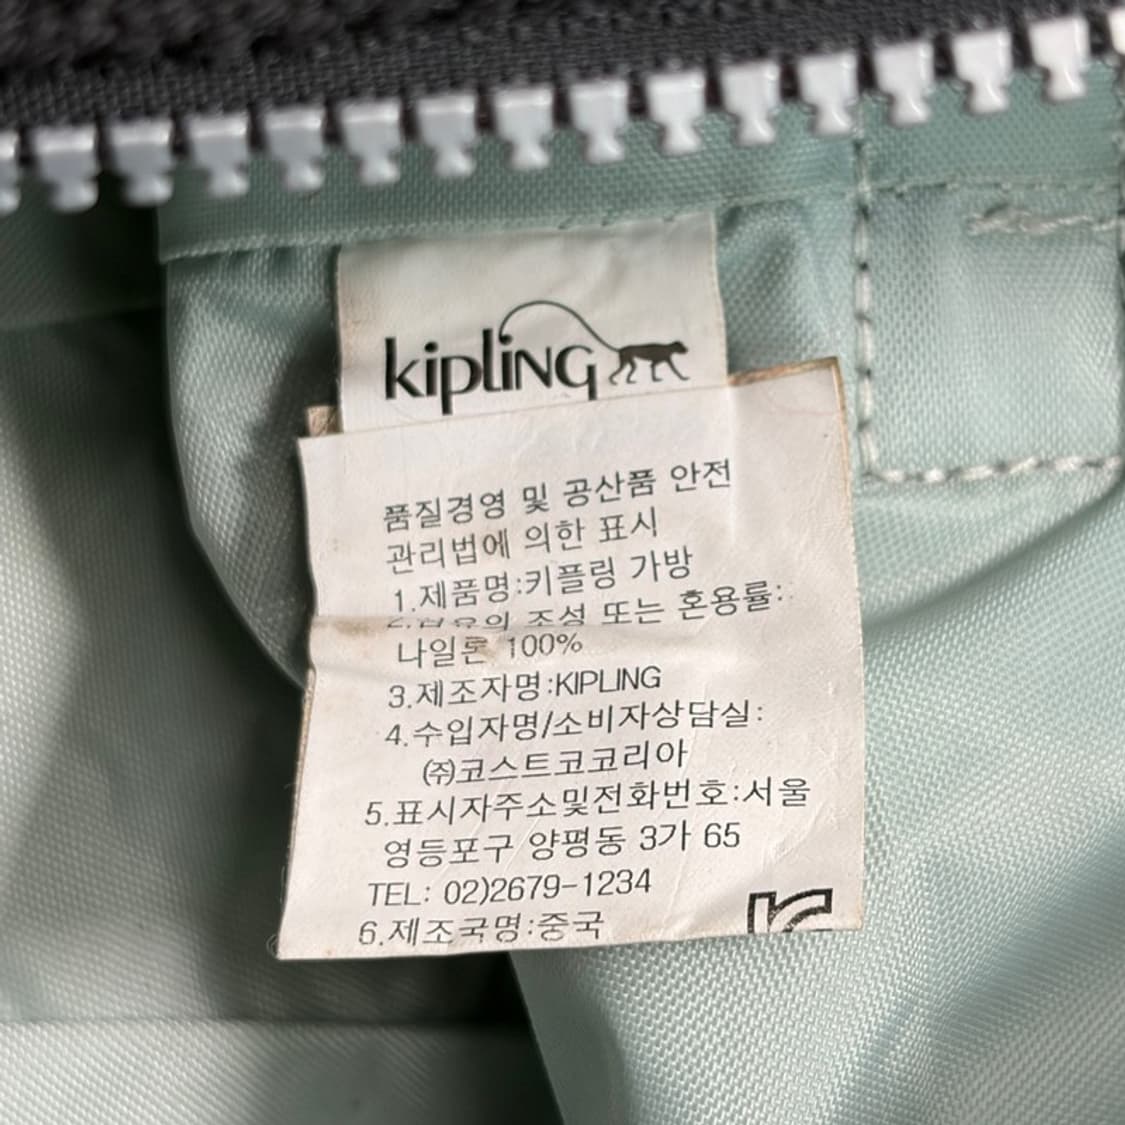 kipling
품질경영 및 공산품 안전
관리법에 의한 표시
1.제품명:키플링 가방
조성 또는 혼용률:
나일론 100%
3.제조자명:KIPLING
4.수입자명/소비자상담실:
㈜코스트코코리아
5.표시자주소및전화번호:서울
영등포구 양평동 3가 65
TEL: 02)2679-1234
6.제조국명:중국